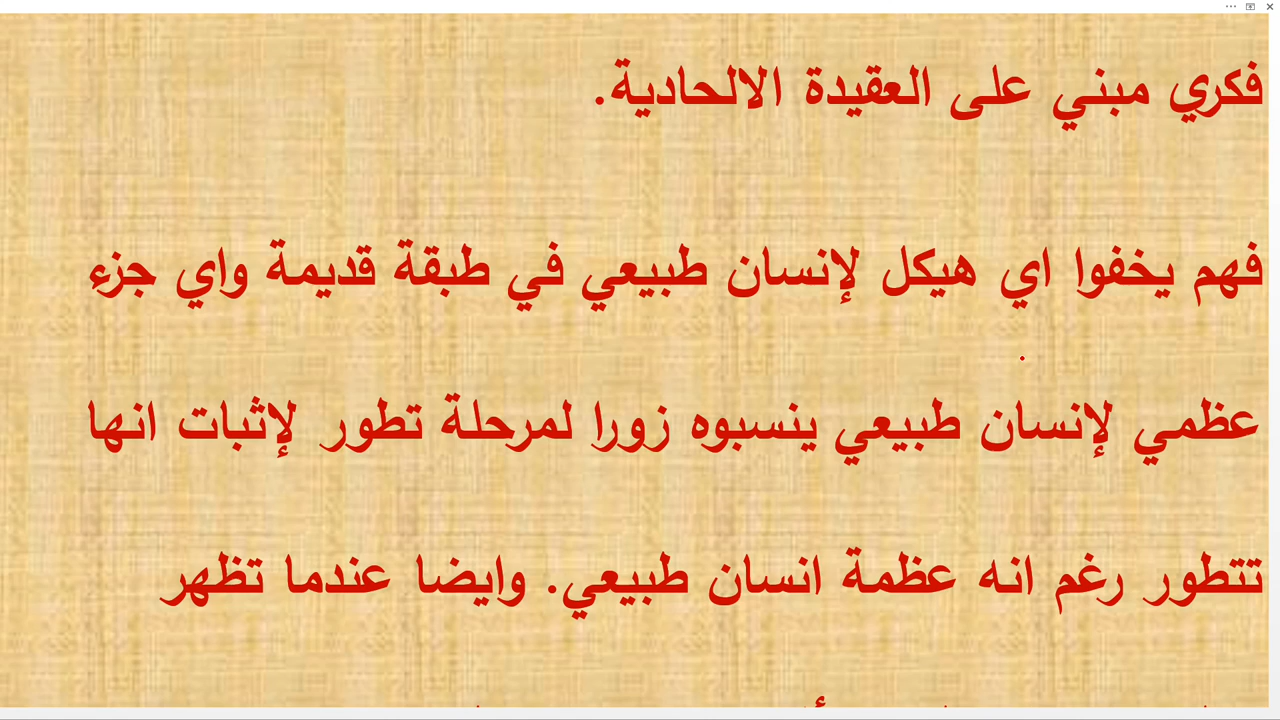 فكري مبني على العقيدة الالحادية.
فهم يخفوا اي هيكل لإنسان طبيعي في طبقة قديمة واي جزء
عظمي لإنسان طبيعي ينسبوه زورا لمرحلة تطور لإثبات انها
تتطور رغم انه عظمة انسان طبيعي. وايضا عندما تظهر